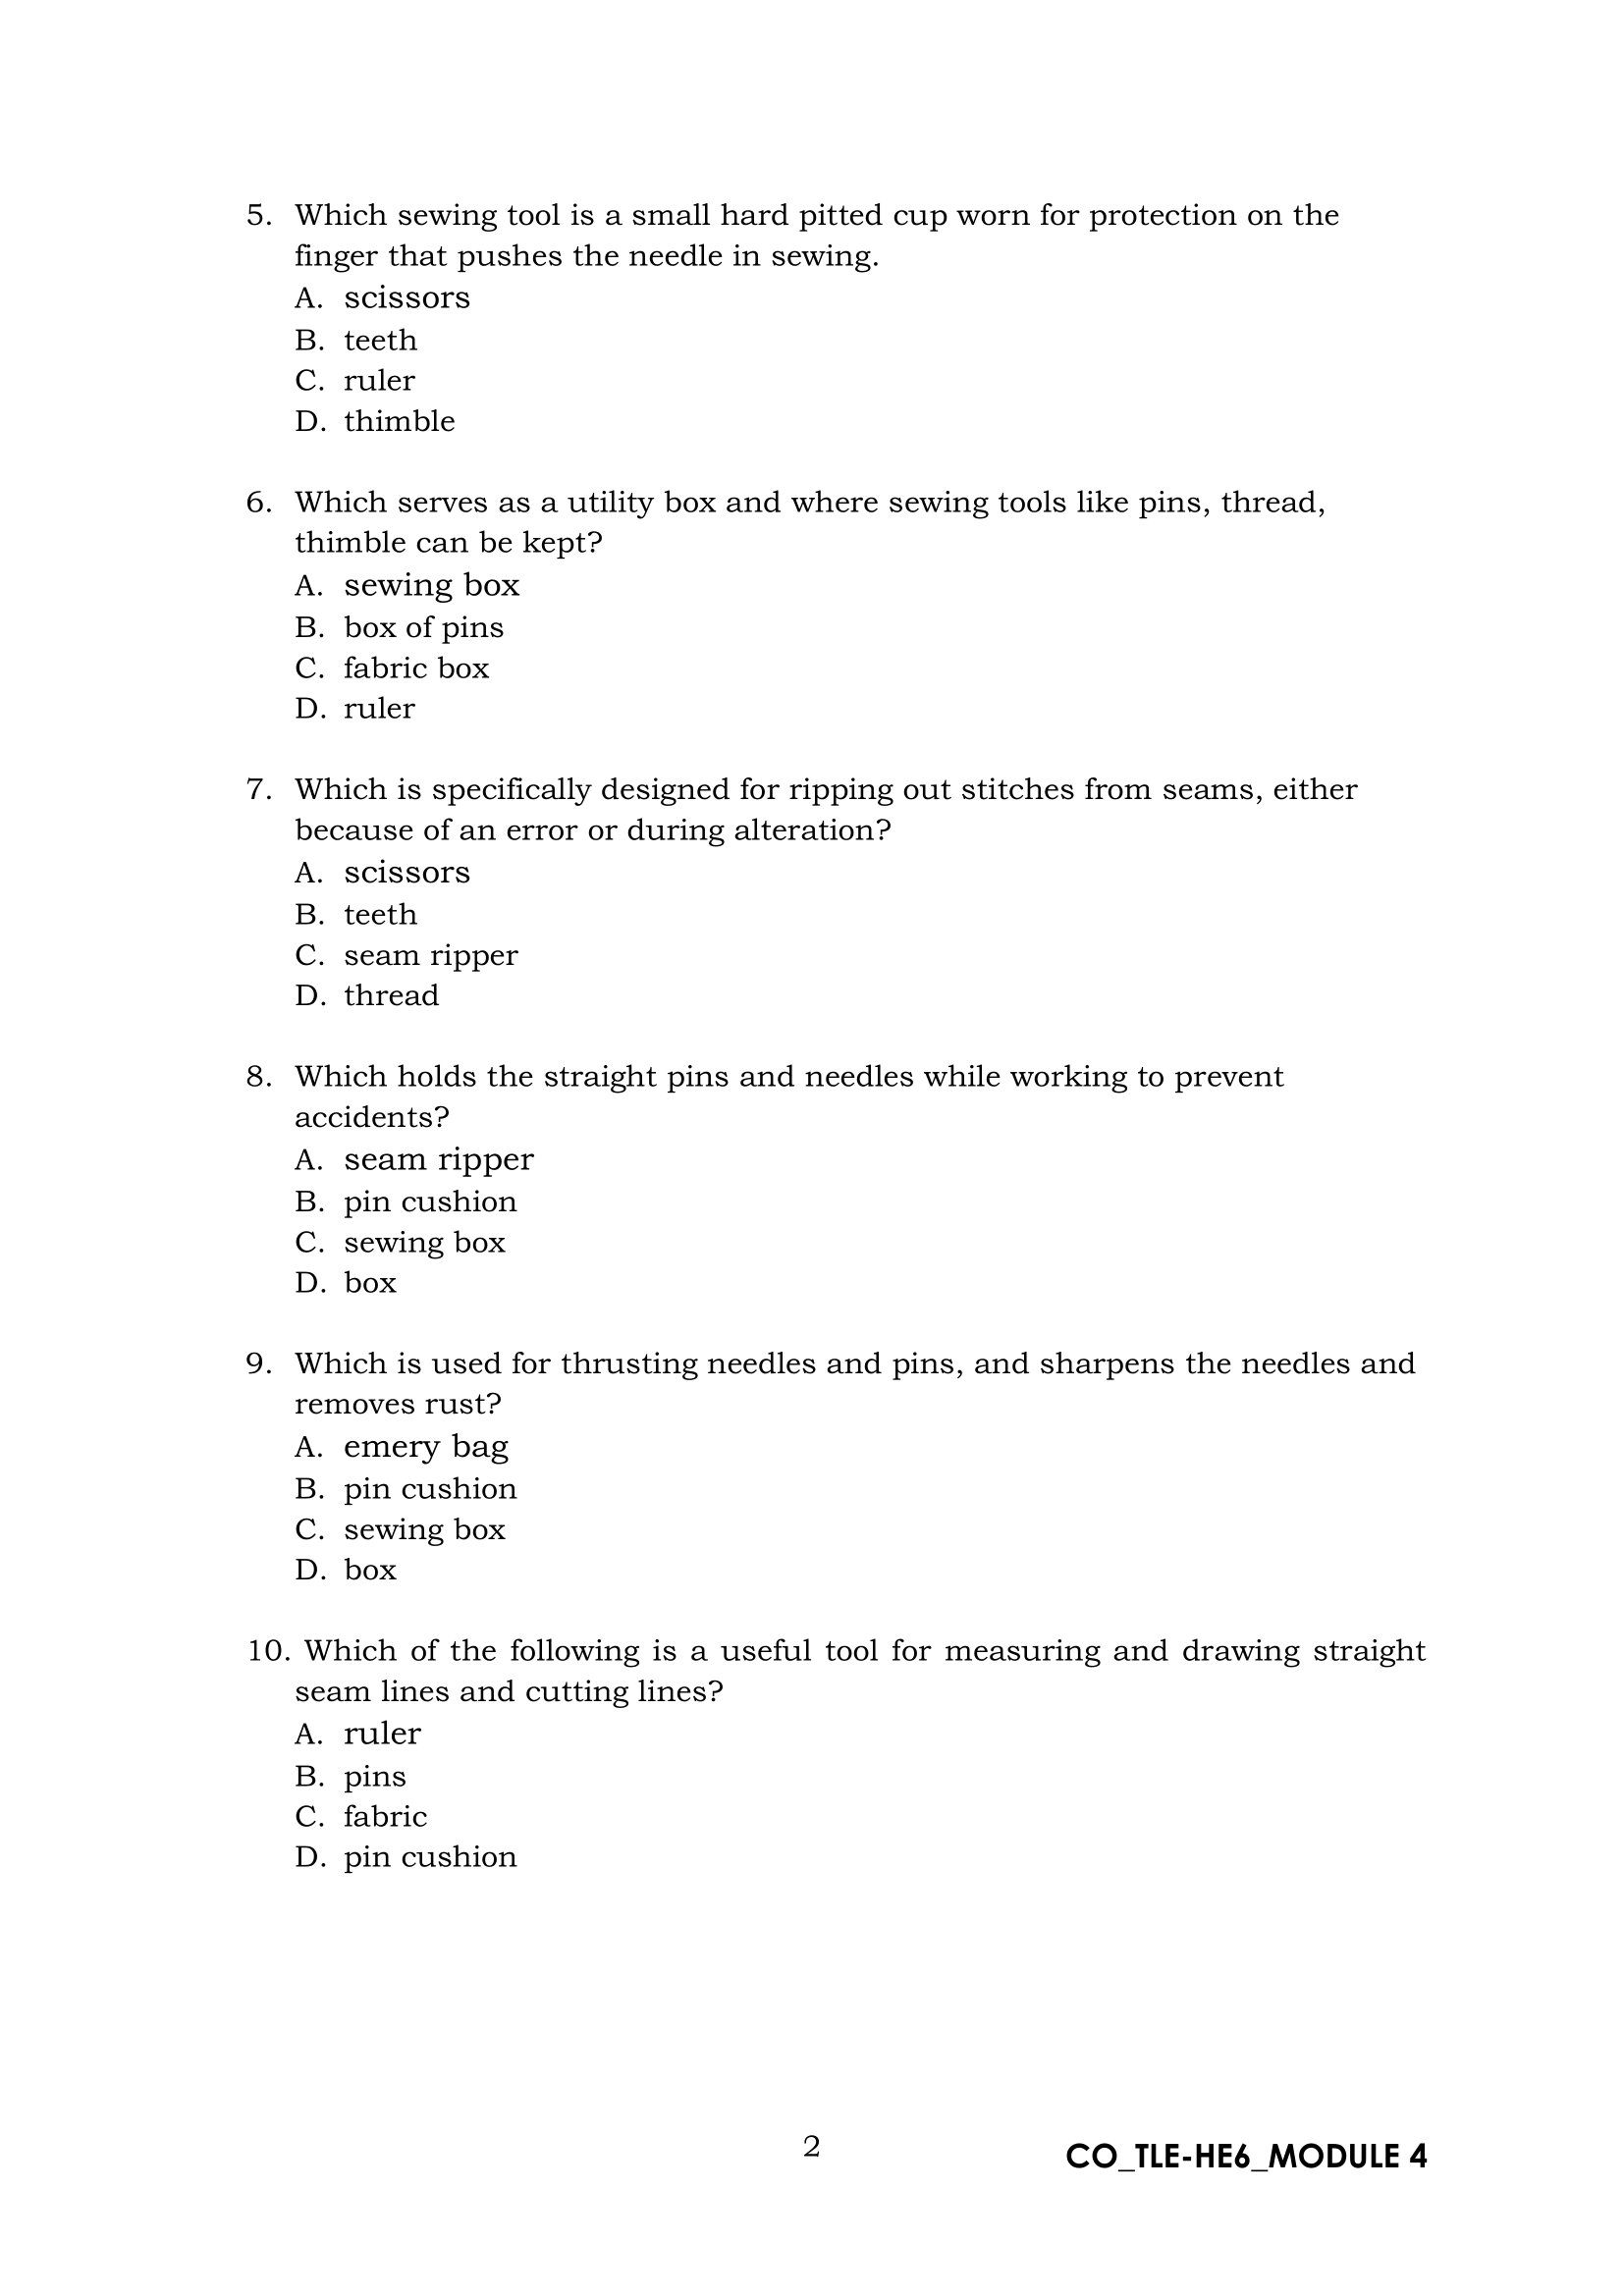 5. Which sewing tool is a small hard pitted cup worn for protection on the
finger that pushes the needle in sewing.
A. scissors
B. teeth
C. ruler
D. thimble
6. Which serves as a utility box and where sewing tools like pins, thread,
thimble can be kept?
A. sewing box
B. box of pins
C. fabric box
D. ruler
7. Which is specifically designed for ripping out stitches from seams, either
because of an error or during alteration?
A. scissors
B. teeth
C. seam ripper
D. thread
8. Which holds the straight pins and needles while working to prevent
accidents?
A. seam ripper
B. pin cushion
C. sewing box
D. box
9. Which is used for thrusting needles and pins, and sharpens the needles and
removes rust?
A. emery bag
B. pin cushion
C. sewing box
D. box
10. Which of the following is a useful tool for measuring and drawing straight
seam lines and cutting lines?
A. ruler
B. pins
C. fabric
D. pin cushion
2
CO_TLE-HE6_MODULE 4